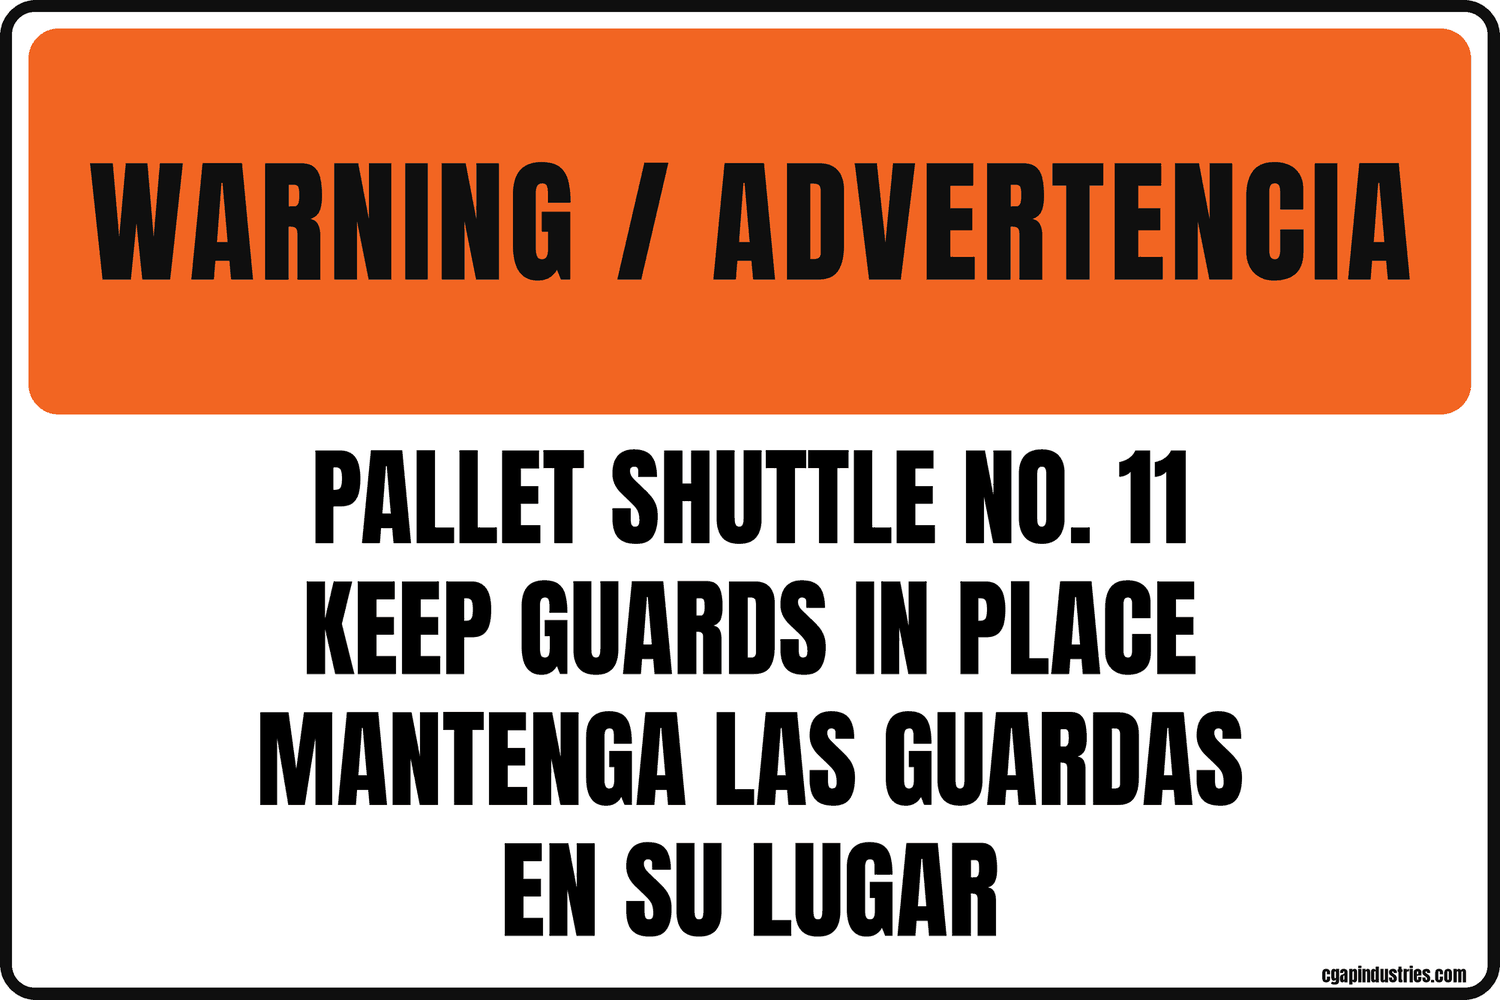 WARNING / ADVERTENCIA
PALLET SHUTTLE NO. 11
KEEP GUARDS IN PLACE
MANTENGA LAS GUARDAS
EN SU LUGAR
cgapindustries.com